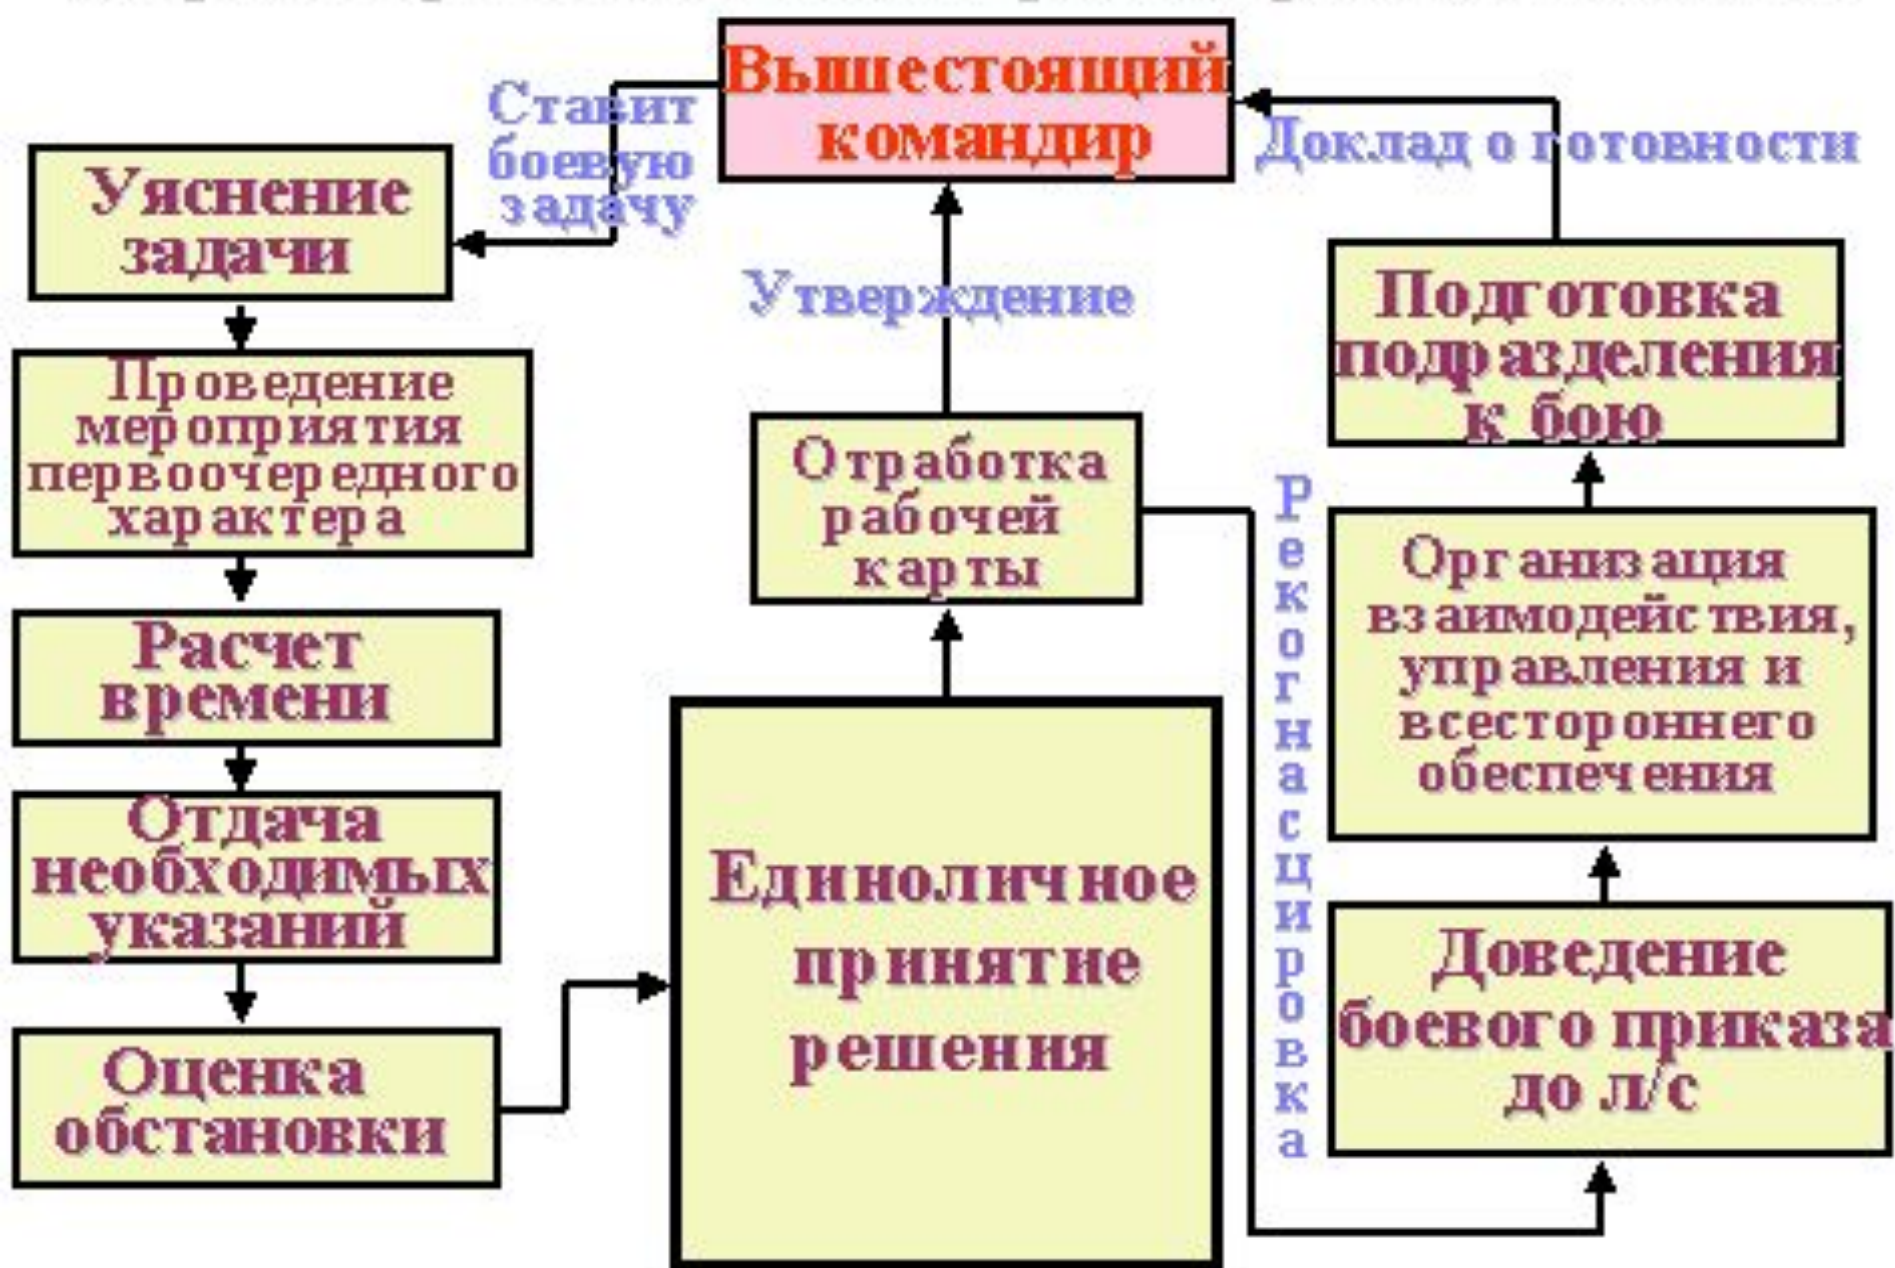 Вышестоящий
командир
Ставит
боевую
задачу
Доклад о готовности
Уяснение
задачи
Утверждение
Подготовка
подразделения
к бою
Проведение
мероприятия
первоочередного
характера
Отработка
рабочей
карты
Рекогнасцировка
Организация
взаимодействия,
управления и
всестороннего
обеспечения
Расчет
времени
Отдача
необходимых
указаний
Единоличное
принятие
решения
Доведение
боевого приказа
до л/с
Оценка
обстановки